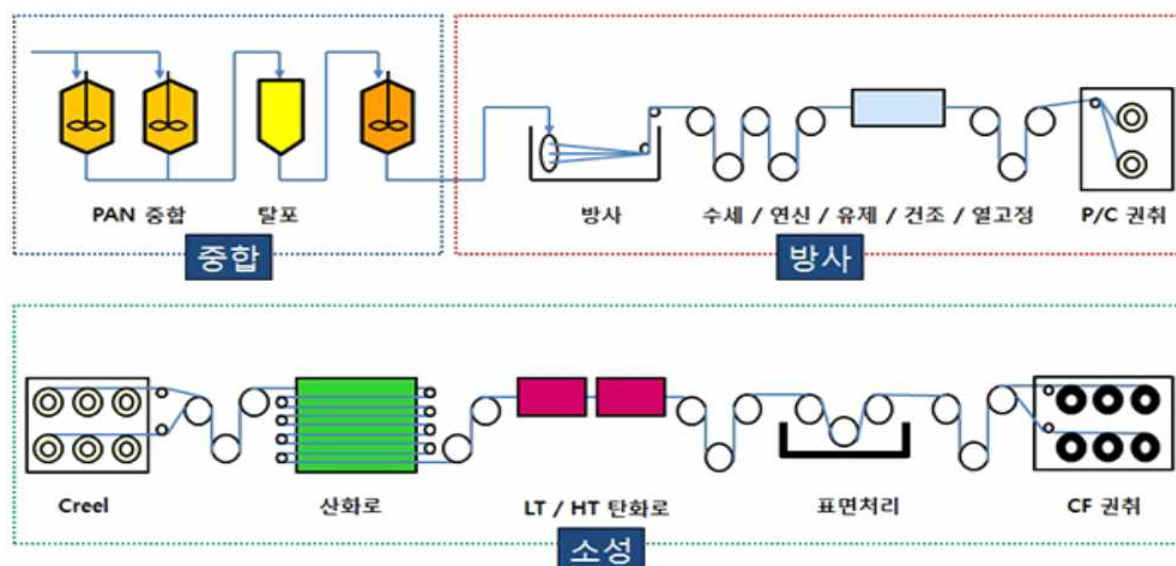 PAN 중합
탈포
방사
수세 / 연신 / 유제 / 건조 / 열고정
P/C 권취
중합
방사
Creel
산화로
LT / HT 탄화로
표면처리
CF 권취
소성